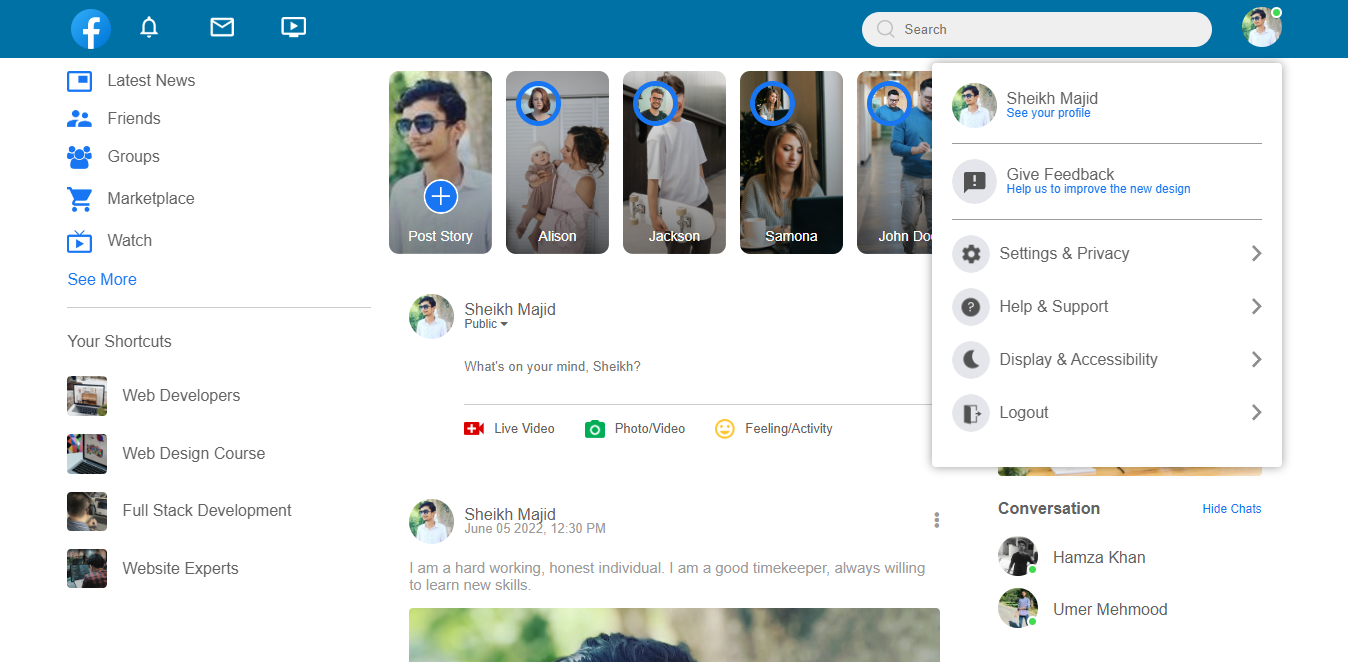 Search
Latest News
Friends
Groups
Marketplace
Watch
See More
Your Shortcuts
Web Developers
Web Design Course
Full Stack Development
Website Experts
Post Story
Alison
Jackson
Samona
John Do
Sheikh Majid
Public
What's on your mind, Sheikh?
Live Video
Photo/Video
Feeling/Activity
Sheikh Majid
June 05 2022, 12:30 PM
I am a hard working, honest individual. I am a good timekeeper, always willing
to learn new skills.
Sheikh Majid
See your profile
Give Feedback
Help us to improve the new design
Settings & Privacy
Help & Support
Display & Accessibility
Logout
Conversation
Hide Chats
Hamza Khan
Umer Mehmood